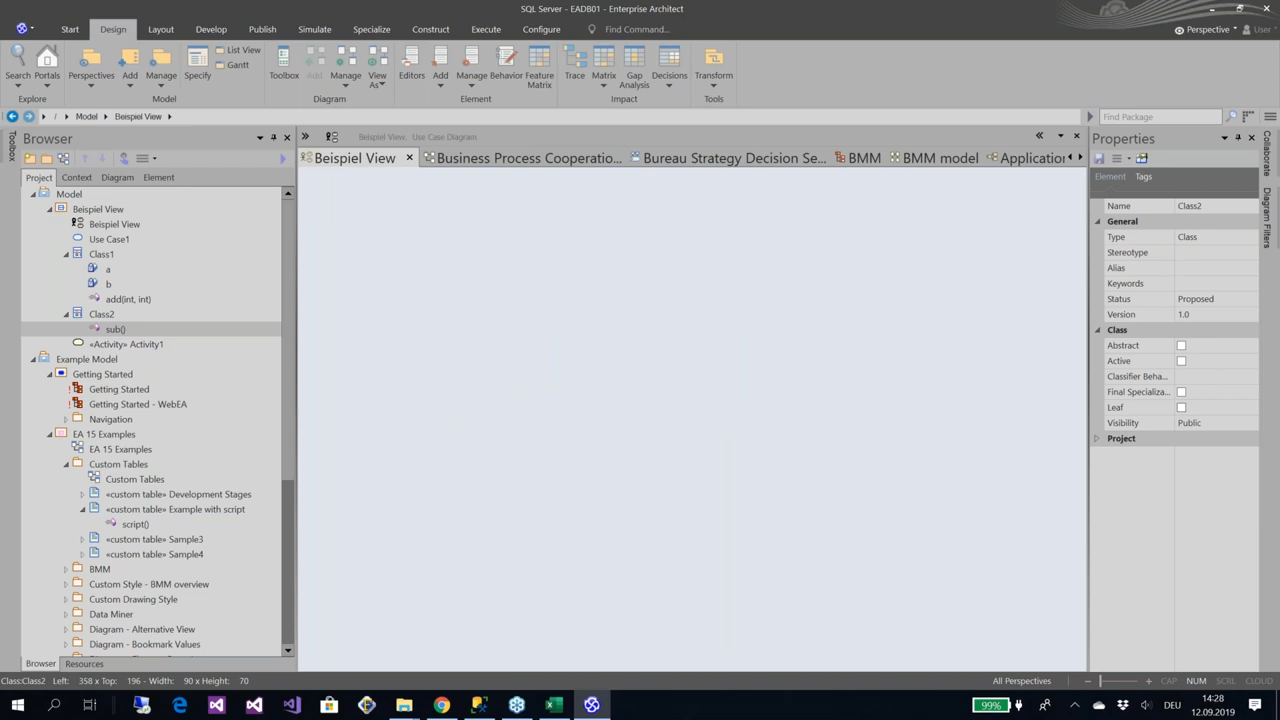 SQL Server - EADB01 - Enterprise Architect
Start Design Layout Develop Publish Simulate Specialize Construct Execute Configure Find Command... Perspective User
List View
Gantt
Search Portals Perspectives Add Manage Specify Toolbox Add Manage View As Editors Add Manage Behavior Feature Matrix Trace Matrix Gap Analysis Decisions Transform
Explore Model Diagram Element Impact Tools
Model Beispiel View Find Package
Toolbox
Browser
Beispiel View. Use Case Diagram
Properties
Collaborate
Diagram Filters
Beispiel View Business Process Cooperatio... Bureau Strategy Decision Se... BMM BMM model Application
Project Context Diagram Element
Element Tags
Model
Beispiel View
Beispiel View
Use Case1
Class1
a
b
add(int, int)
Class2
sub()
«Activity» Activity1
Example Model
Getting Started
Getting Started
Getting Started - WebEA
Navigation
EA 15 Examples
EA 15 Examples
Custom Tables
Custom Tables
«custom table» Development Stages
«custom table» Example with script
script()
«custom table» Sample3
«custom table» Sample4
BMM
Custom Style - BMM overview
Custom Drawing Style
Data Miner
Diagram - Alternative View
Diagram - Bookmark Values
Name Class2
General
Type Class
Stereotype
Alias
Keywords
Status Proposed
Version 1.0
Class
Abstract
Active
Classifier Beha...
Final Specializa...
Leaf
Visibility Public
Project
Browser Resources
Class:Class2 Left: 358 x Top: 196 - Width: 90 x Height: 70 All Perspectives CAP NUM SCRL CLOUD
99% DEU 14:28
12.09.2019